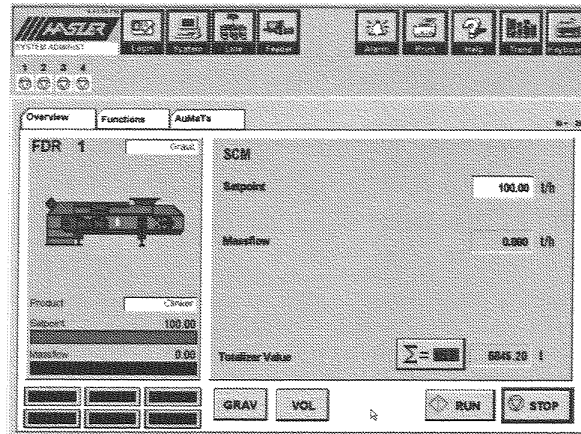 HASLER
SYSTEM ADMINIST
Login System Line Feeder Alarm Print Help Trend Keyboard
1 2 3 4
Overview Functions AuMaTs
FDR 1 Gravi
SCM
Setpoint 100.00 t/h
Massflow 0.000 t/h
Product Clinker
Setpoint 100.00
Massflow 0.00
Totalizer Value Σ= 6845.20 t
GRAV VOL RUN STOP